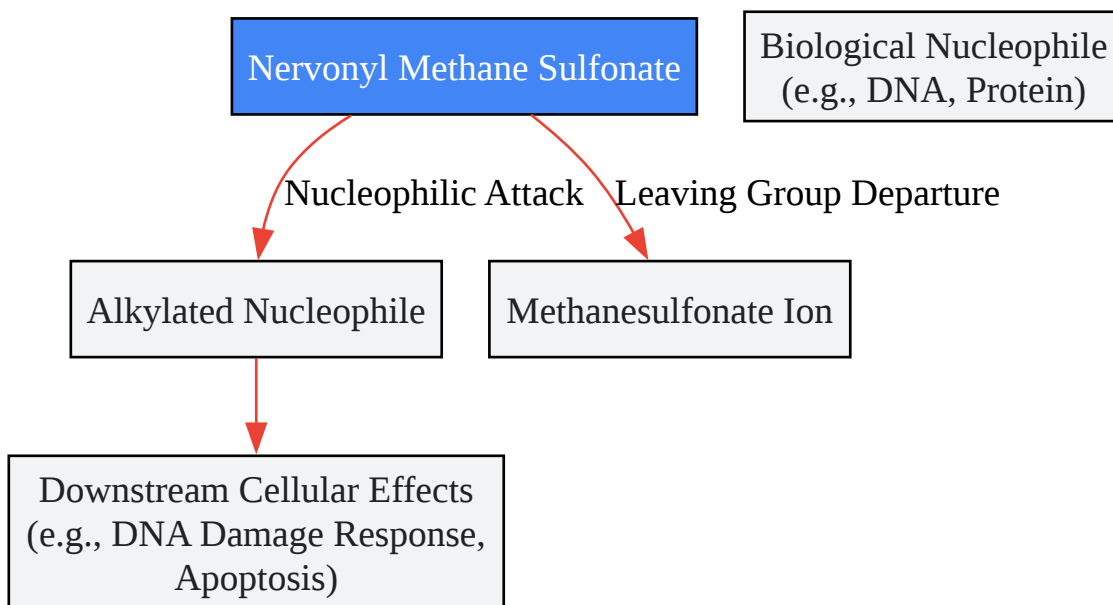 Nervonyl Methane Sulfonate
Biological Nucleophile
(e.g., DNA, Protein)
Nucleophilic Attack
Leaving Group Departure
Alkylated Nucleophile
Methanesulfonate Ion
Downstream Cellular Effects
(e.g., DNA Damage Response,
Apoptosis)